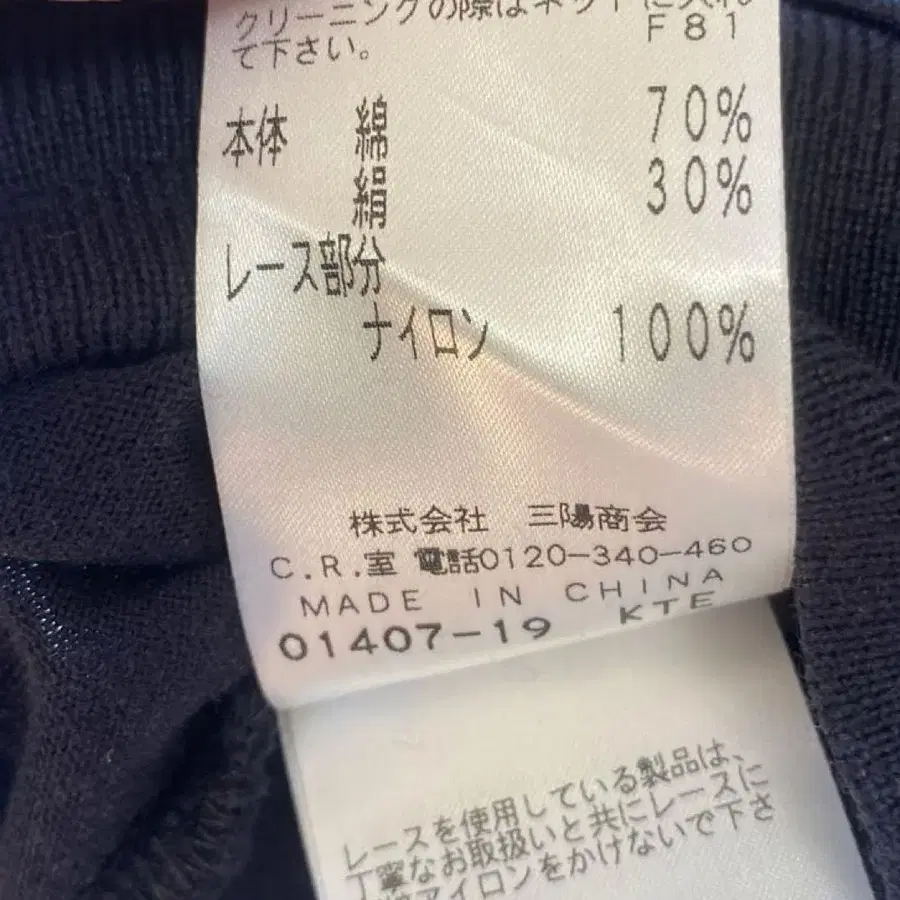 クリーニングの際はネットに入れ
て下さい。 F81
本体 綿 70%
絹 30%
レース部分
ナイロン 100%
株式会社 三陽商会
C.R.室 電話0120-340-460
MADE IN CHINA
01407-19 KTE
レースを使用している製品は、
丁寧なお取扱いと共にレースに
アイロンをかけないで下さ